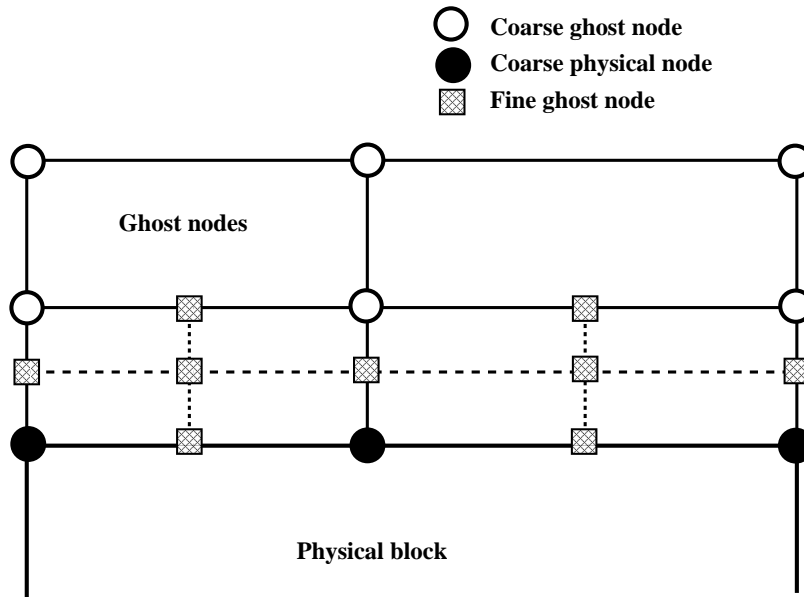 Coarse ghost node
Coarse physical node
Fine ghost node
Ghost nodes
Physical block